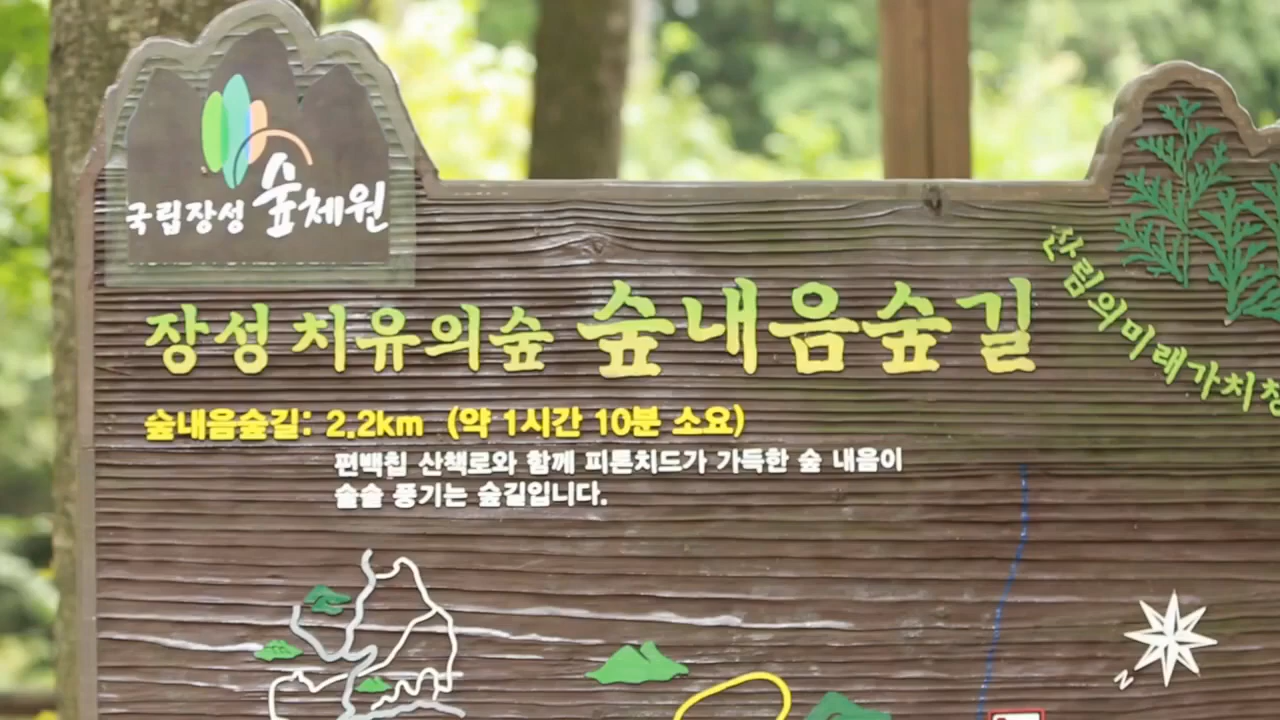 국립장성 숲체원
장성 치유의숲 숲내음숲길
산림의미래가치창
숲내음숲길: 2.2km (약 1시간 10분 소요)
편백칩 산책로와 함께 피톤치드가 가득한 숲 내음이
솔솔 풍기는 숲길입니다.
N